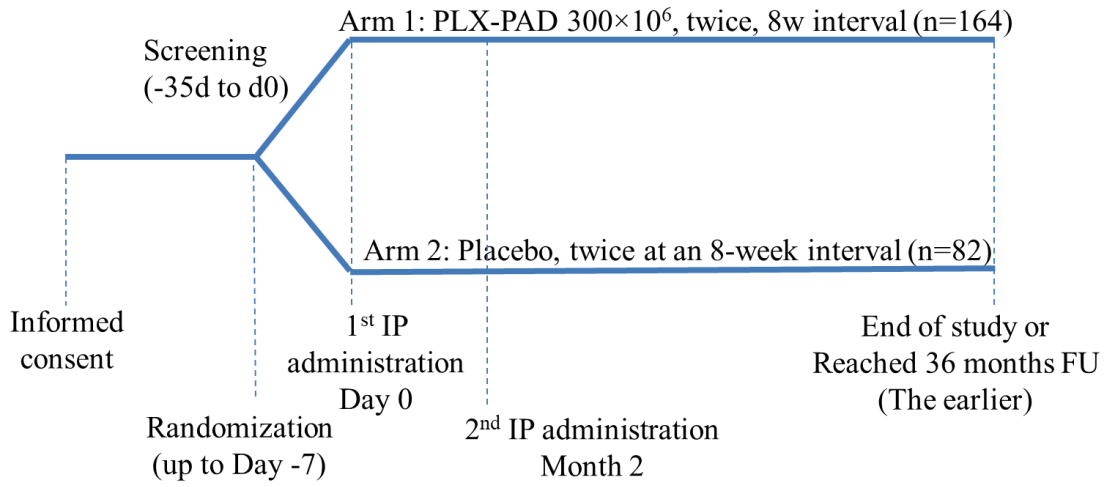 Arm 1: PLX-PAD 300×10⁶, twice, 8w interval (n=164)
Screening
(-35d to d0)
Arm 2: Placebo, twice at an 8-week interval (n=82)
Informed
consent
1st IP
administration
Day 0
End of study or
Reached 36 months FU
(The earlier)
Randomization
(up to Day -7)
2nd IP administration
Month 2